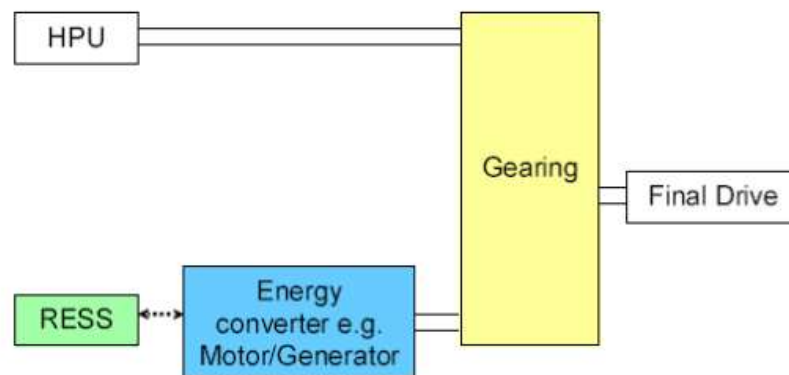 HPU
Gearing
Final Drive
RESS
Energy
converter e.g.
Motor/Generator